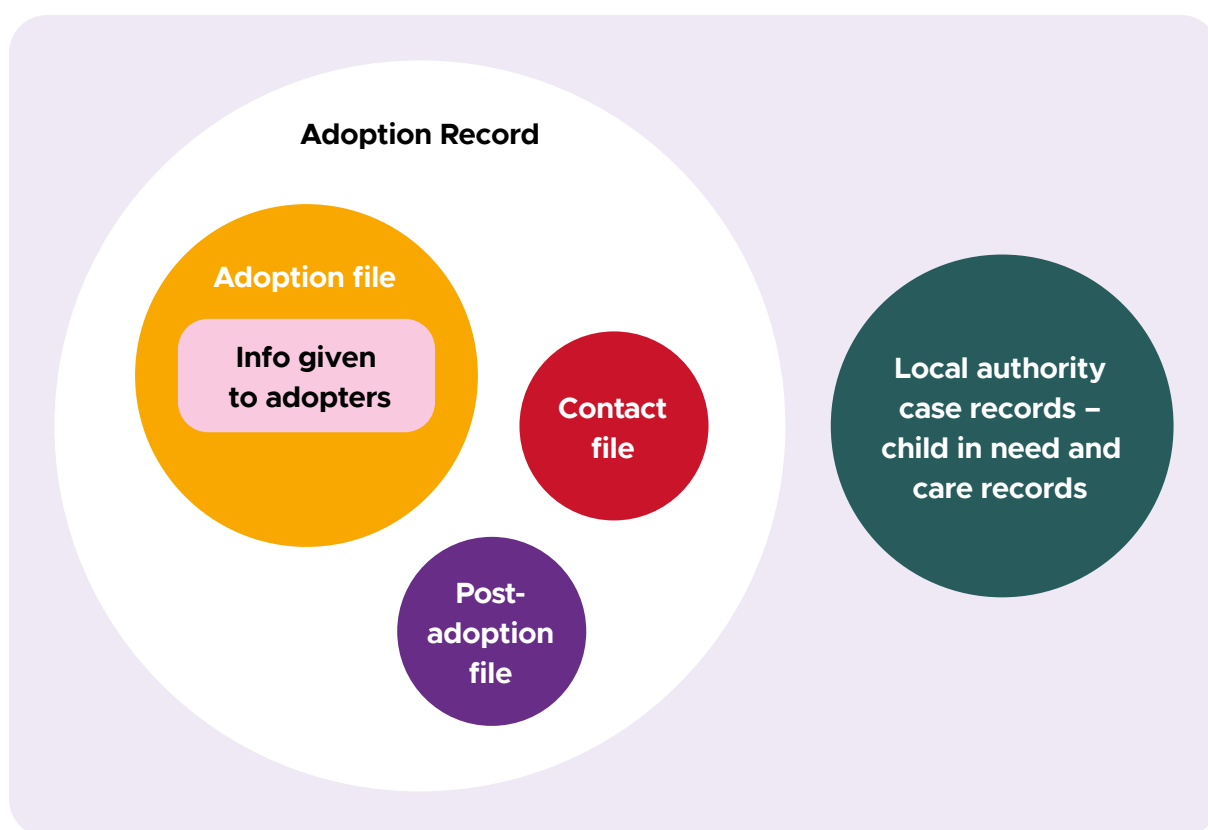 Adoption Record
Adoption file
Info given
to adopters
Contact
file
Post-
adoption
file
Local authority
case records –
child in need and
care records